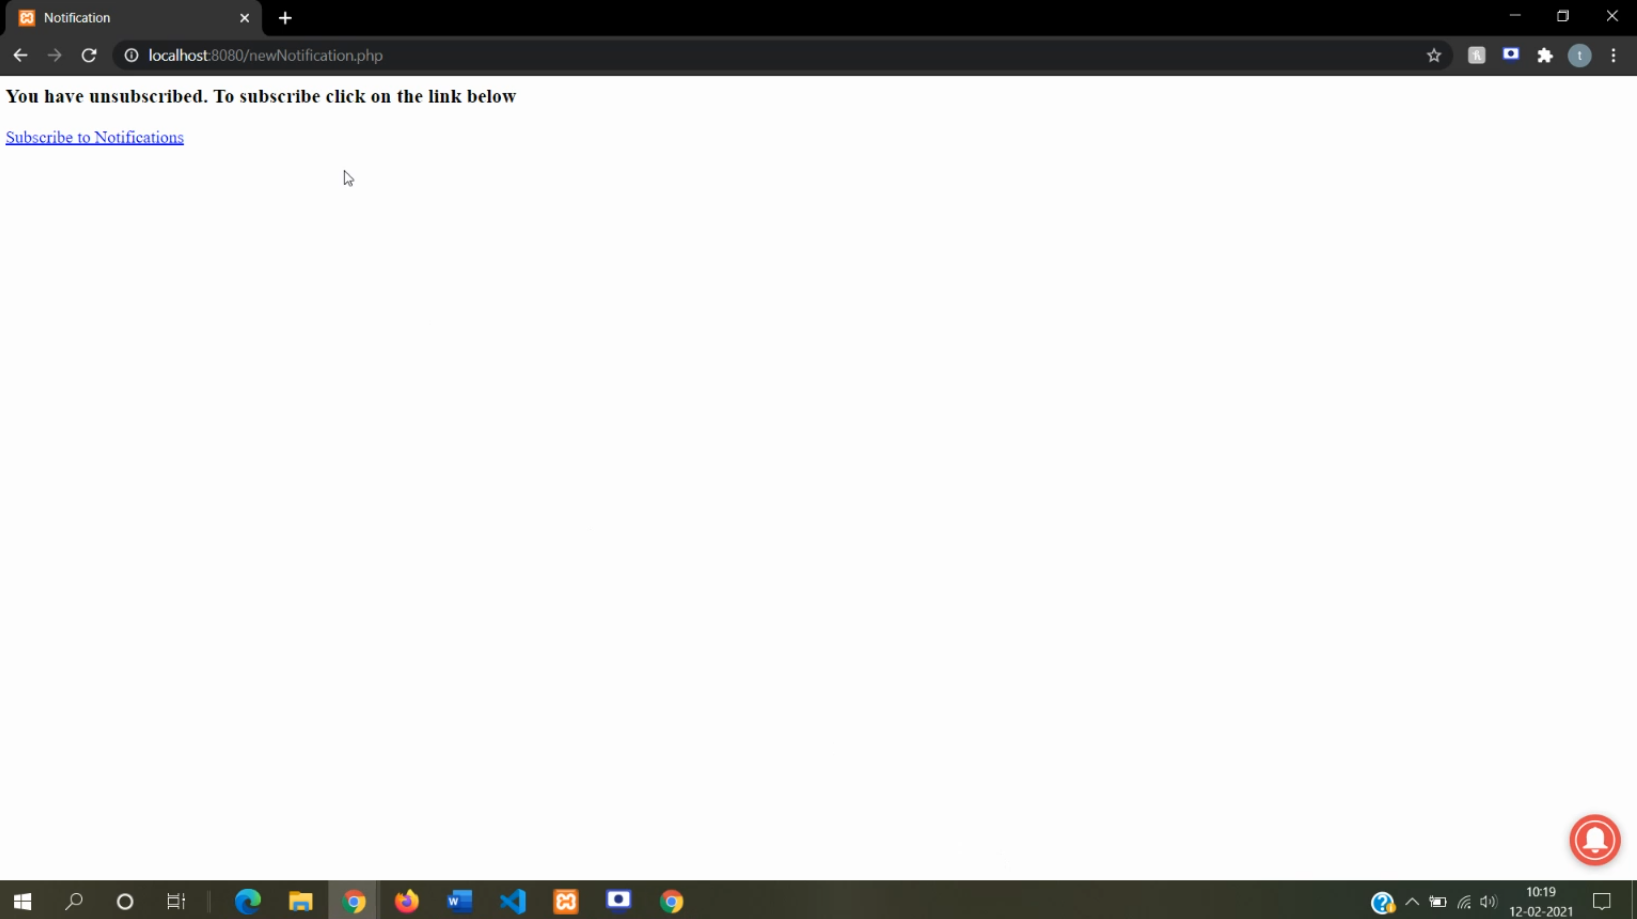 Notification
localhost:8080/newNotification.php
t
You have unsubscribed. To subscribe click on the link below
Subscribe to Notifications
10:19
12-02-2021